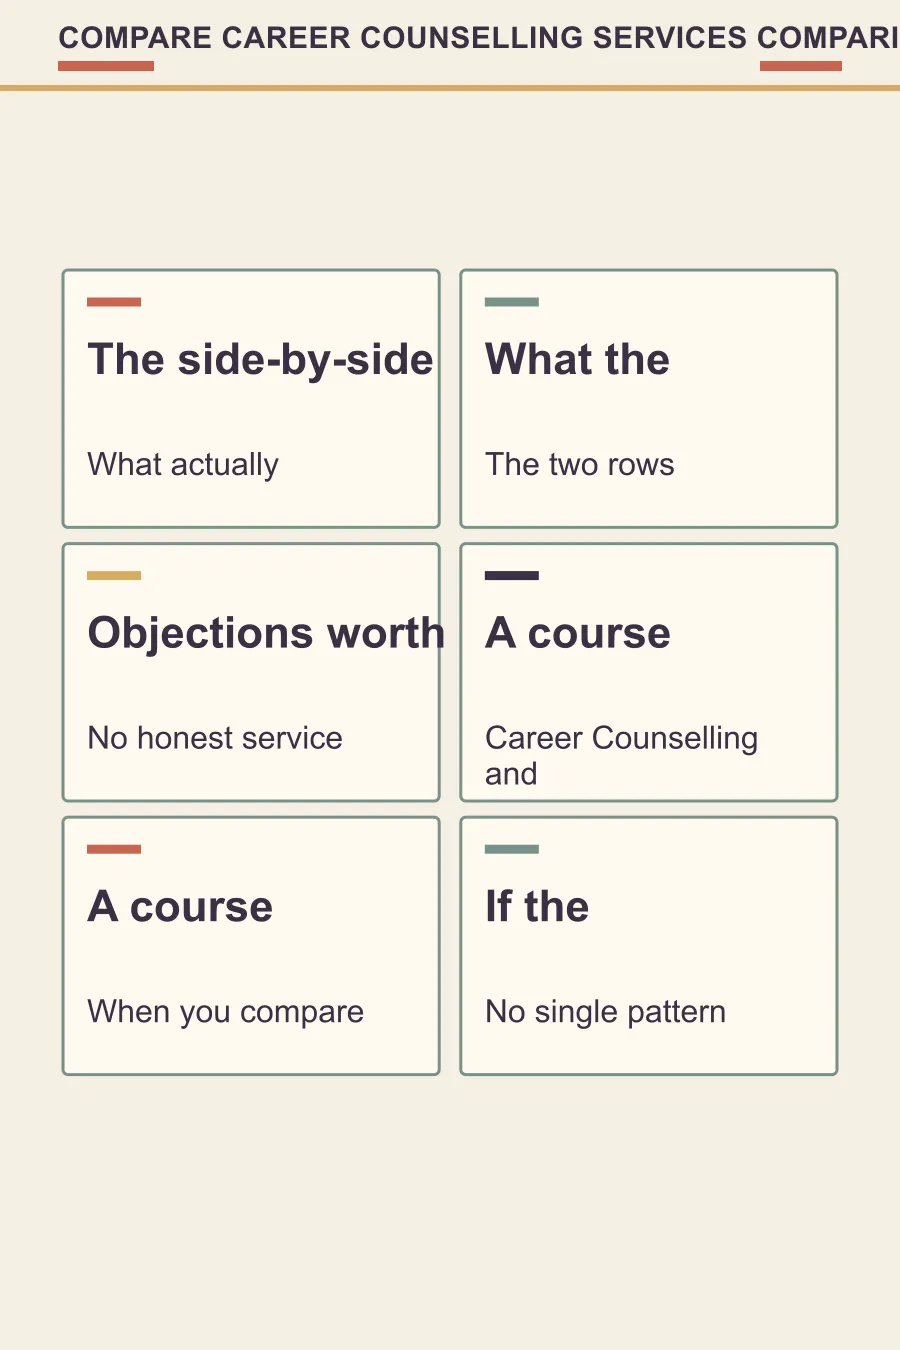 COMPARE CAREER COUNSELLING SERVICES COMPARI
The side-by-side
What actually
What the
The two rows
Objections worth
No honest service
A course
Career Counselling
and
A course
When you compare
If the
No single pattern